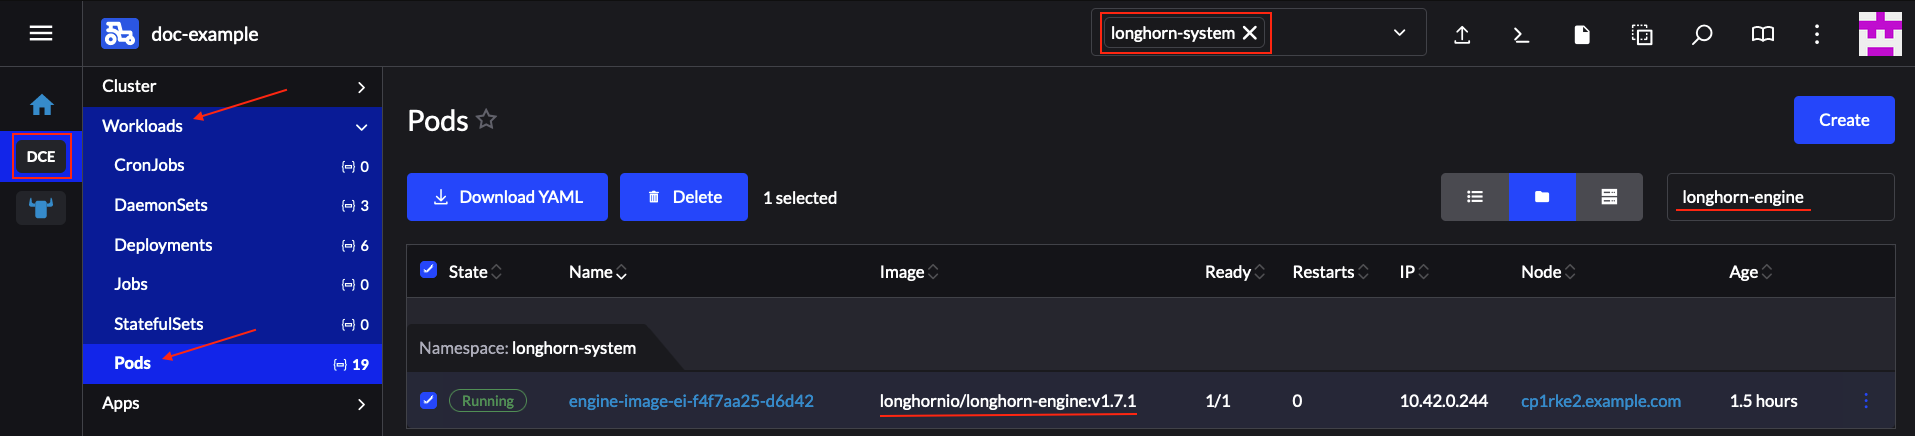 doc-example
longhorn-system
DCE
Cluster
Workloads
CronJobs 0
DaemonSets 3
Deployments 6
Jobs 0
StatefulSets 0
Pods 19
Apps
Pods
Create
Download YAML Delete 1 selected
longhorn-engine
State Name Image Ready Restarts IP Node Age
Namespace: longhorn-system
Running engine-image-ei-f4f7aa25-d6d42 longhornio/longhorn-engine:v1.7.1 1/1 0 10.42.0.244 cp1rke2.example.com 1.5 hours